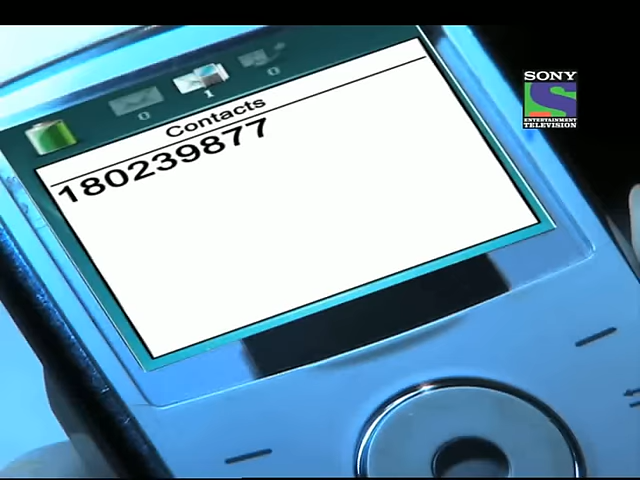 SONY
ENTERTAINMENT
TELEVISION
0
1
0
Contacts
180239877